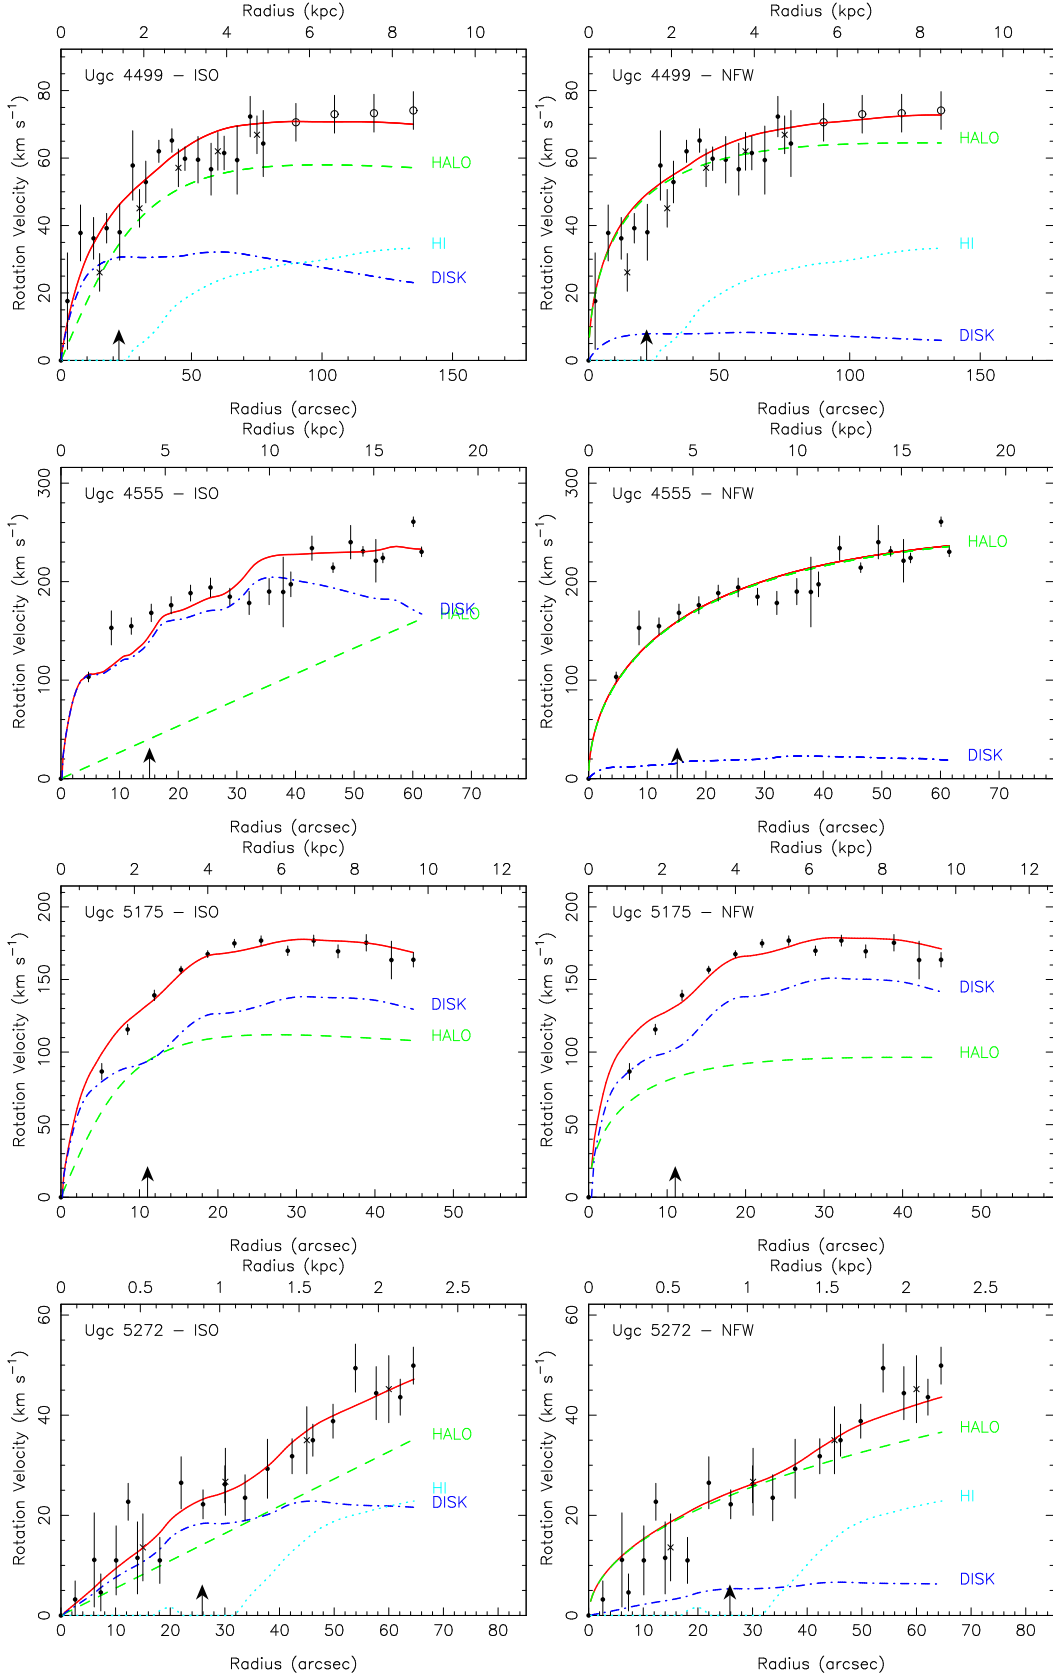 Radius (kpc)
Radius (kpc)
0 2 4 6 8 10
0 2 4 6 8 10
Ugc 4499 – ISO
Ugc 4499 – NFW
Rotation Velocity (km s⁻¹)
0 20 40 60 80
HALO
HI
DISK
Rotation Velocity (km s⁻¹)
0 20 40 60 80
HALO
HI
DISK
0 50 100 150
0 50 100 150
Radius (arcsec)
Radius (arcsec)
Radius (kpc)
Radius (kpc)
0 5 10 15 20
0 5 10 15 20
Ugc 4555 – ISO
Ugc 4555 – NFW
Rotation Velocity (km s⁻¹)
0 100 200 300
DISK
HALO
Rotation Velocity (km s⁻¹)
0 100 200 300
HALO
DISK
0 10 20 30 40 50 60 70
0 10 20 30 40 50 60 70
Radius (arcsec)
Radius (arcsec)
Radius (kpc)
Radius (kpc)
0 2 4 6 8 10 12
0 2 4 6 8 10 12
Ugc 5175 – ISO
Ugc 5175 – NFW
Rotation Velocity (km s⁻¹)
0 50 100 150 200
DISK
HALO
Rotation Velocity (km s⁻¹)
0 50 100 150 200
DISK
HALO
0 10 20 30 40 50
0 10 20 30 40 50
Radius (arcsec)
Radius (arcsec)
Radius (kpc)
Radius (kpc)
0 0.5 1 1.5 2 2.5
0 0.5 1 1.5 2 2.5
Ugc 5272 – ISO
Ugc 5272 – NFW
Rotation Velocity (km s⁻¹)
0 20 40 60
HALO
HI
DISK
Rotation Velocity (km s⁻¹)
0 20 40 60
HALO
HI
DISK
0 10 20 30 40 50 60 70 80
0 10 20 30 40 50 60 70 80
Radius (arcsec)
Radius (arcsec)